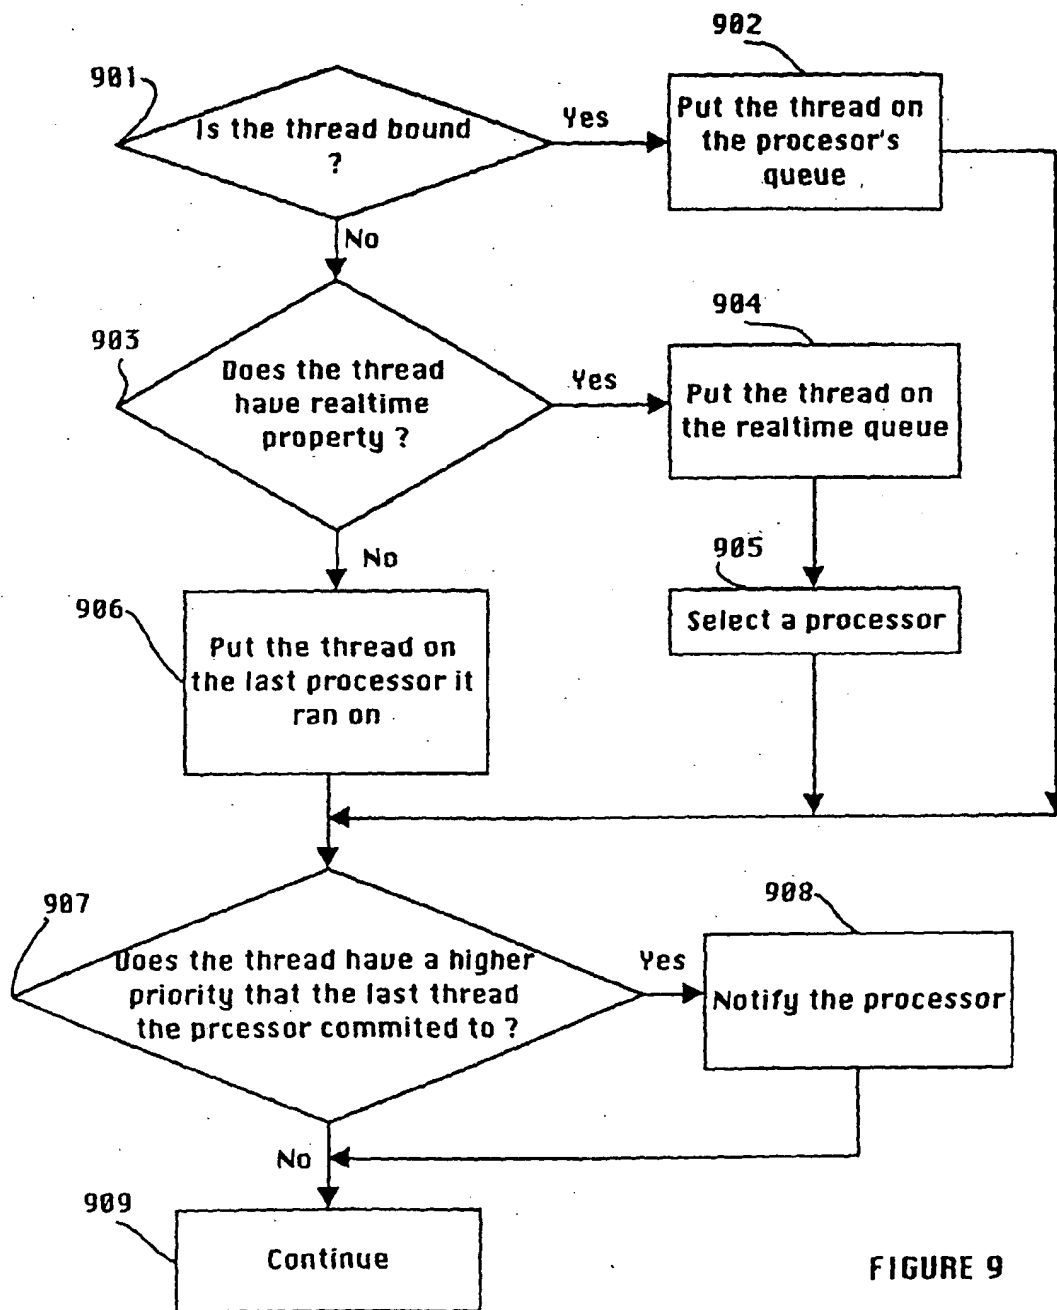 902
901
Is the thread bound
?
Yes
Put the thread on
the procesor's
queue
No
903
Does the thread
have realtime
property ?
Yes
904
Put the thread on
the realtime queue
No
905
Select a processor
906
Put the thread on
the last processor it
ran on
907
Does the thread have a higher
priority that the last thread
the prcessor commited to ?
Yes
908
Notify the processor
No
909
Continue
FIGURE 9